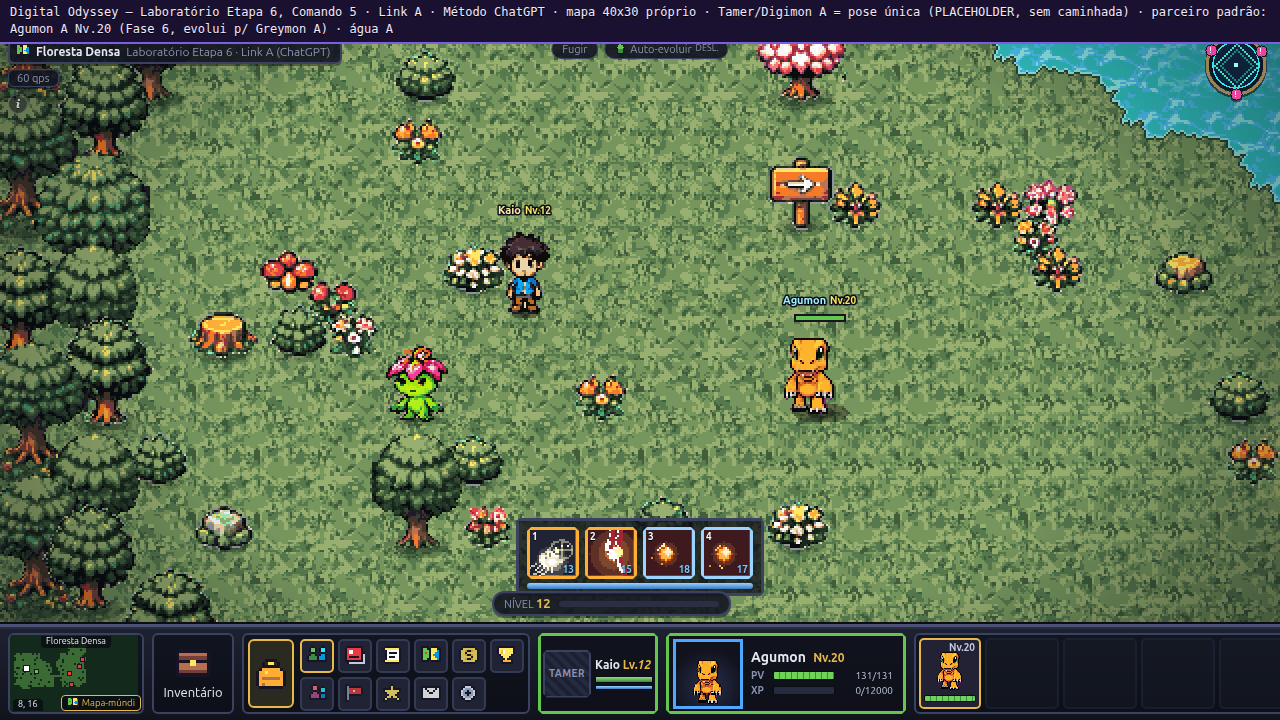 Digital Odyssey — Laboratório Etapa 6, Comando 5 · Link A · Método ChatGPT · mapa 40x30 próprio · Tamer/Digimon A = pose única (PLACEHOLDER, sem caminhada) · parceiro padrão:
Agumon A Nv.20 (Fase 6, evolui p/ Greymon A) · água A
Floresta Densa Laboratório Etapa 6 · Link A (ChatGPT)
Fugir
Auto-evoluir DESL.
60 qps
i
Kaio Nv.12
Agumon Nv.20
1 2 3 4
13 15 18 17
NÍVEL 12
Floresta Densa
8, 16
Mapa-múndi
Inventário
TAMER
Kaio Lv.12
Agumon Nv.20
PV 131/131
XP 0/12000
Nv.20